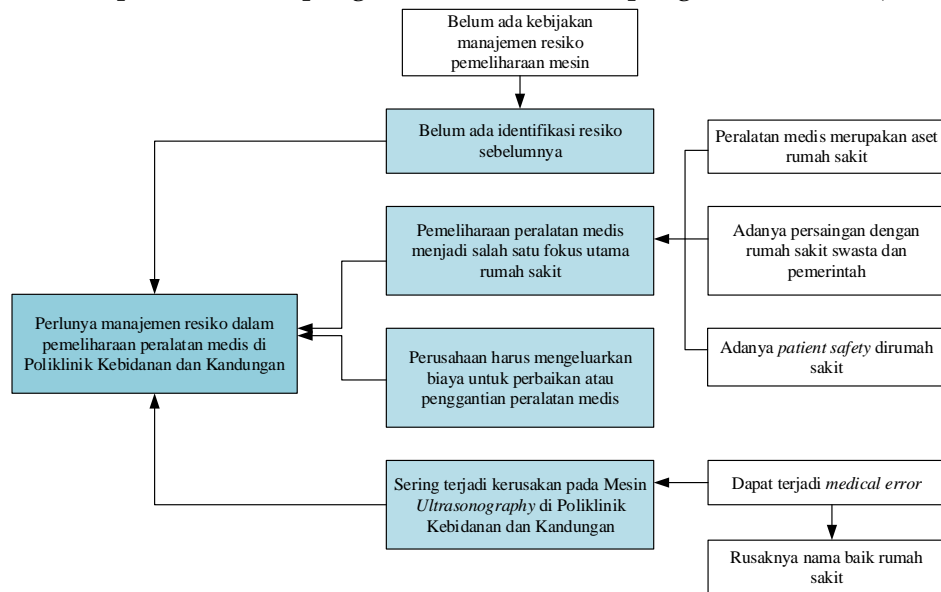 Belum ada kebijakan
manajemen resiko
pemeliharaan mesin
Belum ada identifikasi resiko
sebelumnya
Peralatan medis merupakan aset
rumah sakit
Pemeliharaan peralatan medis
menjadi salah satu fokus utama
rumah sakit
Adanya persaingan dengan
rumah sakit swasta dan
pemerintah
Perlunya manajemen resiko dalam
pemeliharaan peralatan medis di
Poliklinik Kebidanan dan Kandungan
Perusahaan harus mengeluarkan
biaya untuk perbaikan atau
penggantian peralatan medis
Adanya patient safety dirumah
sakit
Sering terjadi kerusakan pada Mesin
Ultrasonography di Poliklinik
Kebidanan dan Kandungan
Dapat terjadi medical error
Rusaknya nama baik rumah
sakit